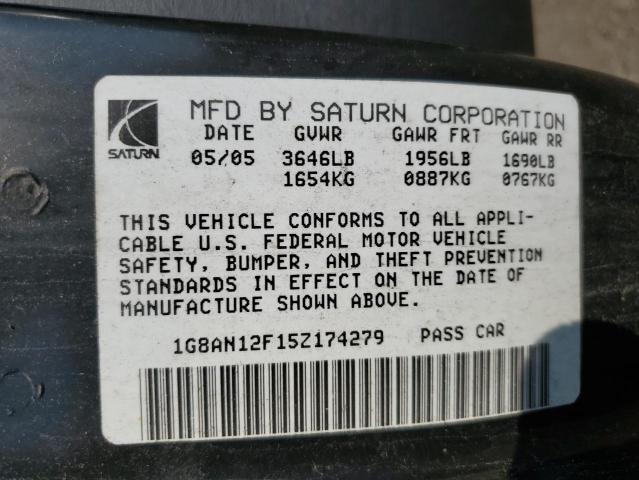 MFD BY SATURN CORPORATION
SATURN
DATE GVWR GAWR FRT GAWR RR
05/05 3646LB 1956LB 1690LB
1654KG 0887KG 0767KG
THIS VEHICLE CONFORMS TO ALL APPLI-
CABLE U.S. FEDERAL MOTOR VEHICLE
SAFETY, BUMPER, AND THEFT PREVENTION
STANDARDS IN EFFECT ON THE DATE OF
MANUFACTURE SHOWN ABOVE.
1G8AN12F15Z174279 PASS CAR